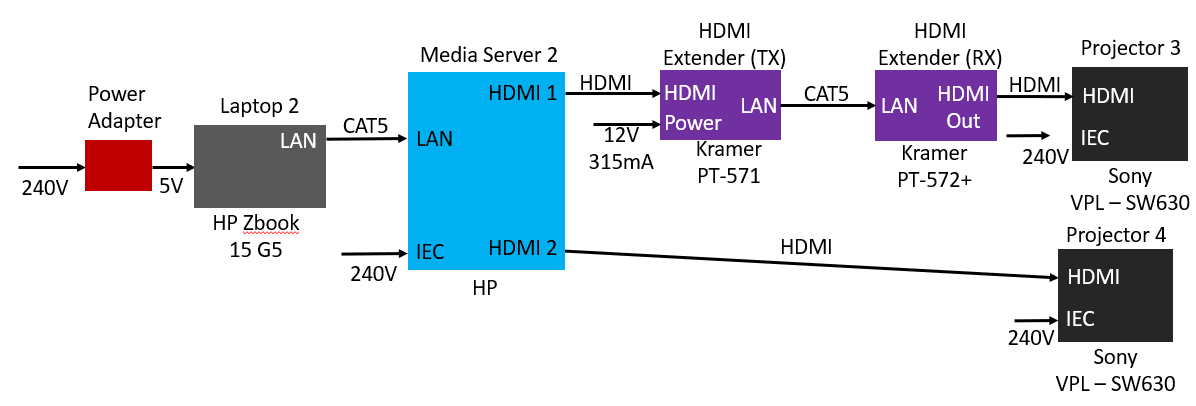 Power
Adapter
240V
5V
Laptop 2
LAN
HP Zbook
15 G5
CAT5
Media Server 2
HDMI 1
LAN
IEC
HDMI 2
240V
HP
HDMI
HDMI
Extender (TX)
HDMI
LAN
Power
12V
315mA
Kramer
PT-571
CAT5
HDMI
Extender (RX)
LAN
HDMI
Out
Kramer
PT-572+
HDMI
Projector 3
HDMI
IEC
240V
Sony
VPL – SW630
HDMI
Projector 4
HDMI
IEC
240V
Sony
VPL – SW630